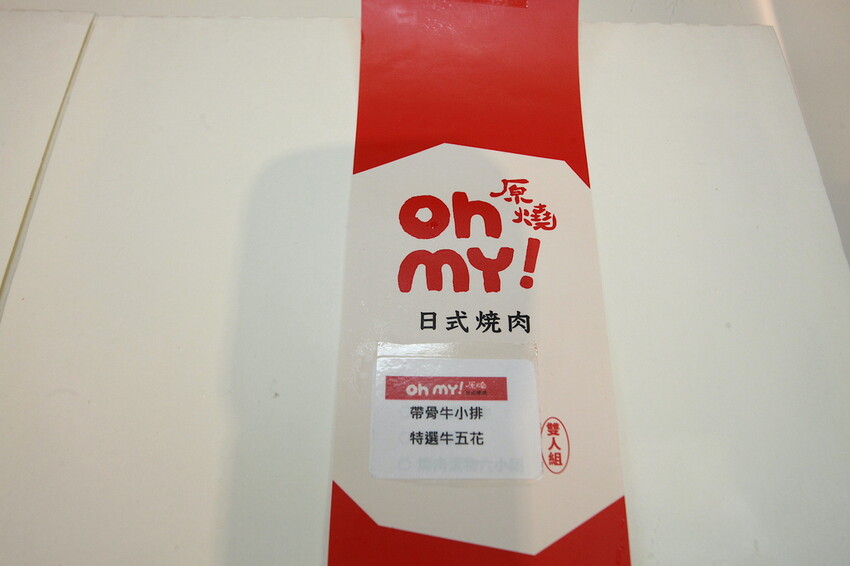 oh 原燒
my!
日式燒肉
oh my! 原燒
帶骨牛小排
特選牛五花
雙人組